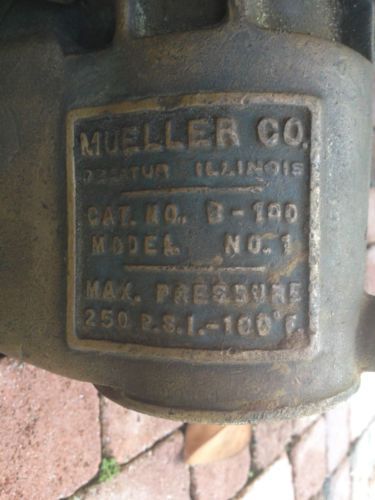 MUELLER CO.
DECATUR ILLINOIS
CAT. NO. B-100
MODEL NO. 1
MAX. PRESSURE
250 P.S.I.-100°F.